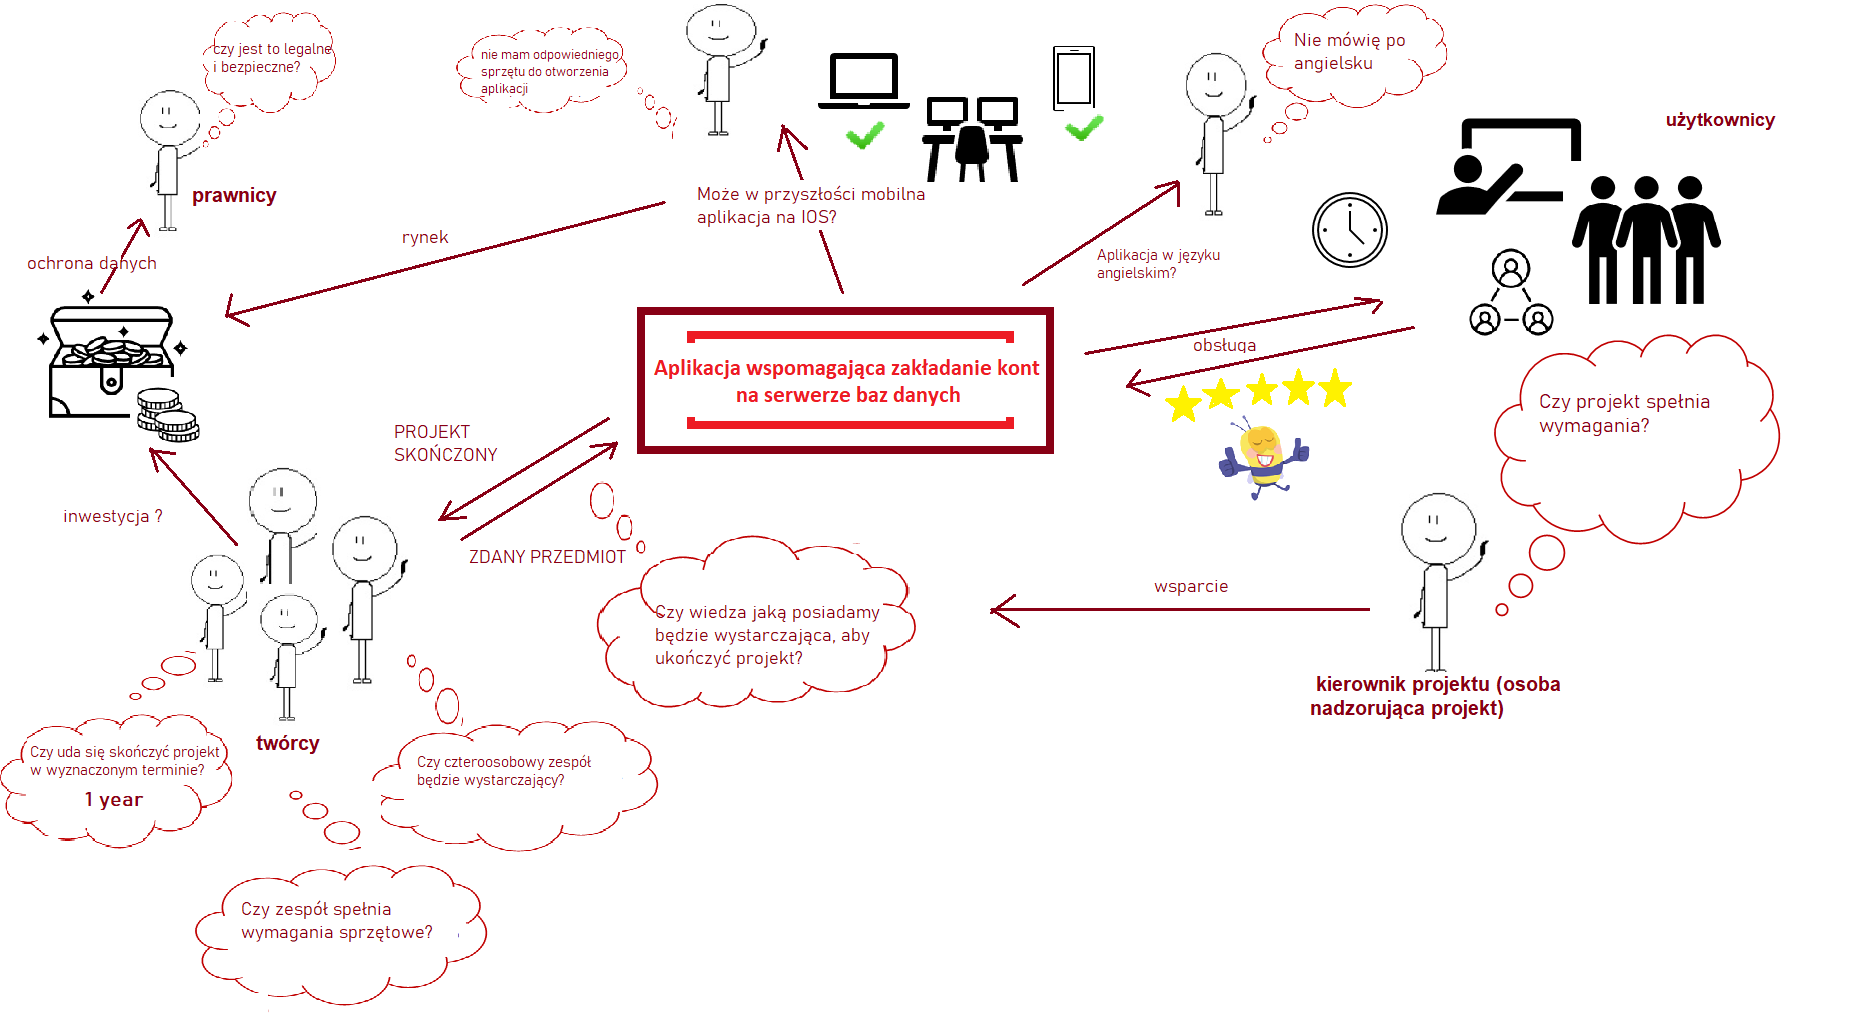 czy jest to legalne
i bezpieczne?
nie mam odpowiedniego
sprzętu do otworzenia
aplikacji
Nie mówię po
angielsku
użytkownicy
prawnicy
Może w przyszłości mobilna
aplikacja na IOS?
rynek
ochrona danych
Aplikacja w języku
angielskim?
obsługa
Aplikacja wspomagająca zakładanie kont
na serwerze baz danych
Czy projekt spełnia
wymagania?
PROJEKT
SKOŃCZONY
inwestycja ?
ZDANY PRZEDMIOT
wsparcie
Czy wiedza jaką posiadamy
będzie wystarczająca, aby
ukończyć projekt?
kierownik projektu (osoba
nadzorująca projekt)
twórcy
Czy uda się skończyć projekt
w wyznaczonym terminie?
1 year
Czy czteroosobowy zespół
będzie wystarczający?
Czy zespół spełnia
wymagania sprzętowe?